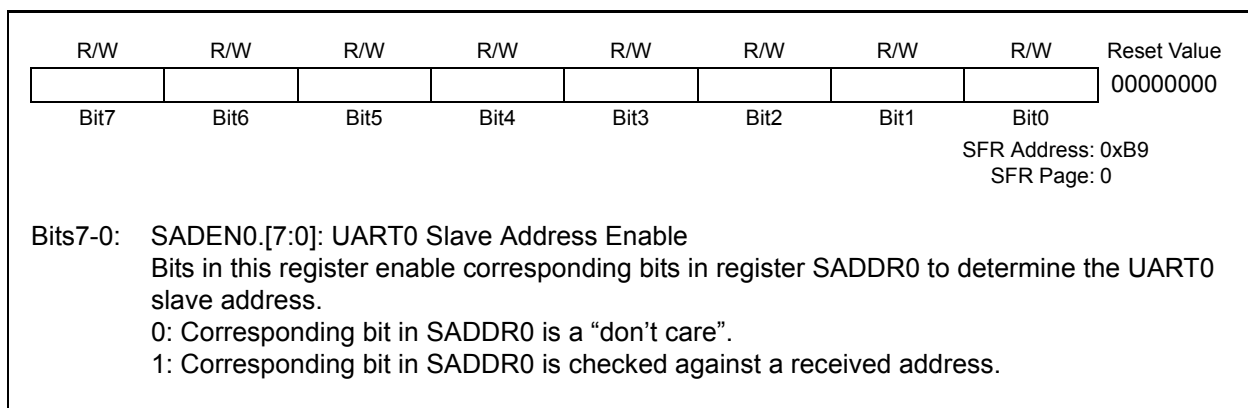 R/W R/W R/W R/W R/W R/W R/W R/W Reset Value
00000000
Bit7 Bit6 Bit5 Bit4 Bit3 Bit2 Bit1 Bit0
SFR Address: 0xB9
SFR Page: 0
Bits7-0: SADEN0.[7:0]: UART0 Slave Address Enable
Bits in this register enable corresponding bits in register SADDR0 to determine the UART0
slave address.
0: Corresponding bit in SADDR0 is a “don’t care”.
1: Corresponding bit in SADDR0 is checked against a received address.